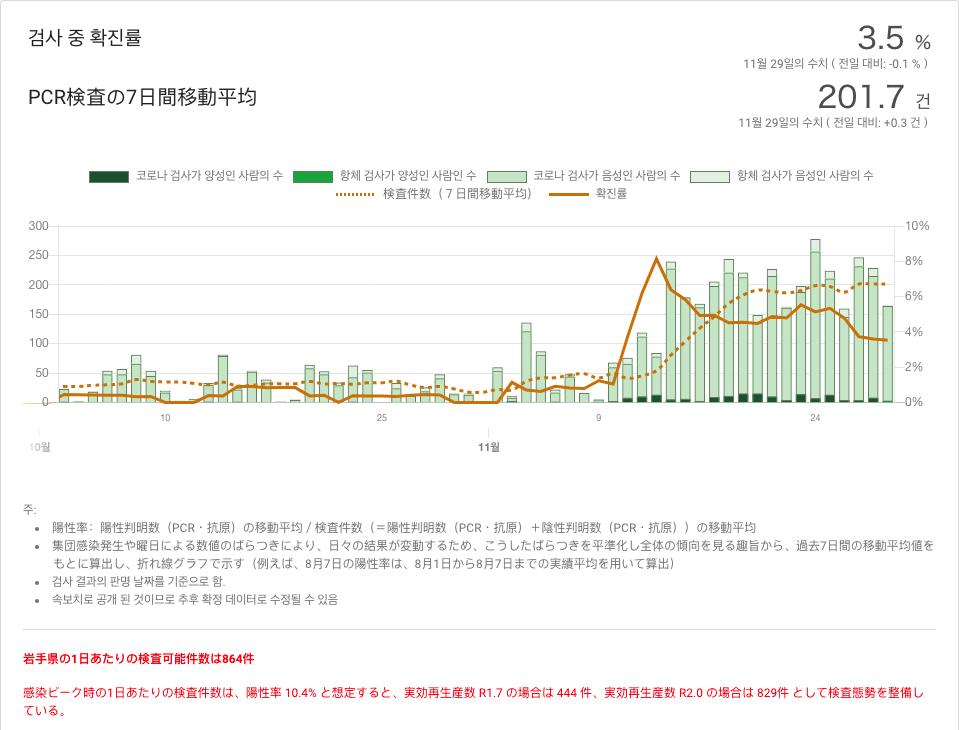 검사 중 확진률
3.5 %
11월 29일의 수치 ( 전일 대비: -0.1 % )
PCR検査の7日間移動平均
201.7 건
11월 29일의 수치 ( 전일 대비: +0.3 건 )
코로나 검사가 양성인 사람의 수 항체 검사가 양성인 사람인 수 코로나 검사가 음성인 사람의 수 항체 검사가 음성인 사람의 수
検査件数（７日間移動平均） 확진률
300 10%
250 8%
200 6%
150 4%
100 2%
50 0%
0
10 25 9 24
10월 11월
주:
陽性率：陽性判明数（PCR・抗原）の移動平均 / 検査件数（＝陽性判明数（PCR・抗原）＋陰性判明数（PCR・抗原））の移動平均
集団感染発生や曜日による数値のばらつきにより、日々の結果が変動するため、こうしたばらつきを平準化し全体の傾向を見る趣旨から、過去7日間の移動平均値を
もとに算出し、折れ線グラフで示す（例えば、8月7日の陽性率は、8月1日から8月7日までの実績平均を用いて算出）
검사 결과의 판명 날짜를 기준으로 함.
속보치로 공개 된 것이므로 추후 확정 데이터로 수정될 수 있음
岩手県の1日あたりの検査可能件数は864件
感染ピーク時の1日あたりの検査件数は、陽性率 10.4% と想定すると、実効再生産数 R1.7 の場合は 444 件、実効再生産数 R2.0 の場合は 829件 として検査態勢を整備し
ている。